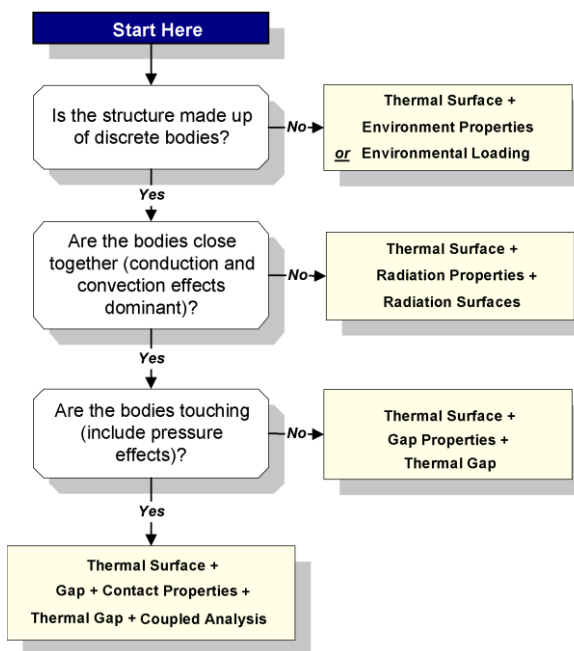 Start Here
Is the structure made up
of discrete bodies?
No
Thermal Surface +
Environment Properties
or Environmental Loading
Yes
Are the bodies close
together (conduction and
convection effects
dominant)?
No
Thermal Surface +
Radiation Properties +
Radiation Surfaces
Yes
Are the bodies touching
(include pressure
effects)?
No
Thermal Surface +
Gap Properties +
Thermal Gap
Yes
Thermal Surface +
Gap + Contact Properties +
Thermal Gap + Coupled Analysis